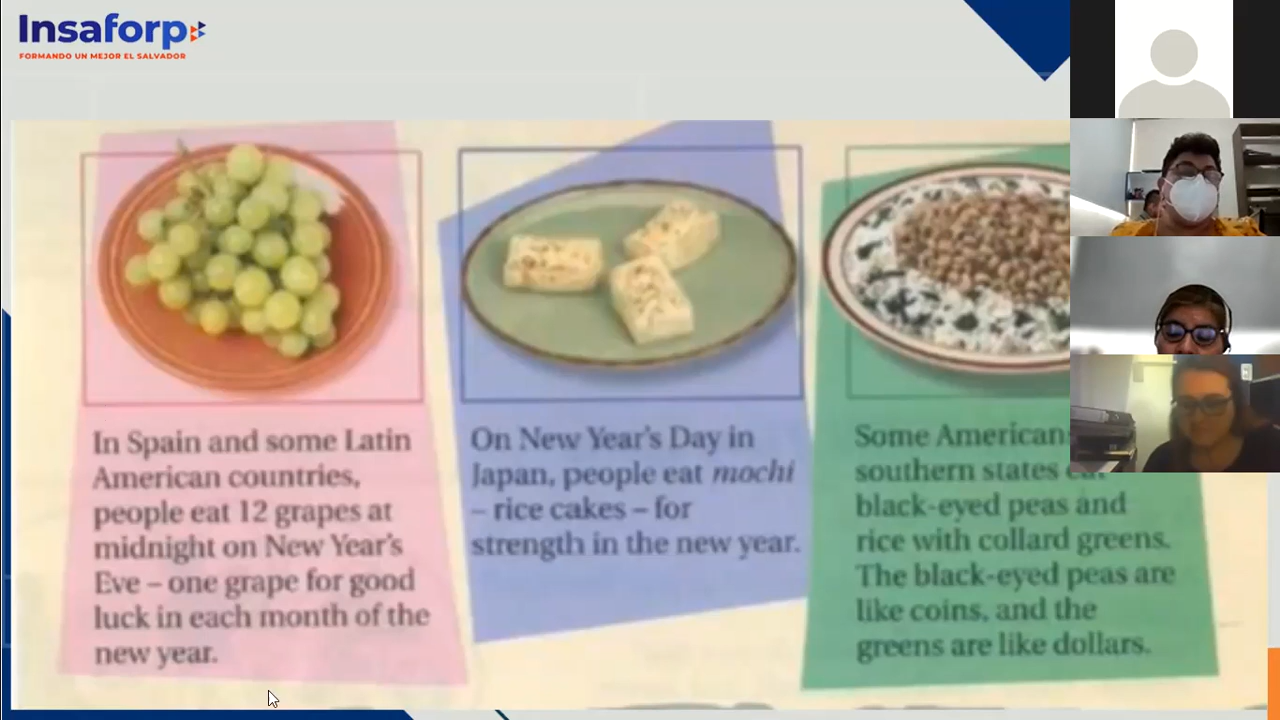 Insaforp
FORMANDO UN MEJOR EL SALVADOR
In Spain and some Latin
American countries,
people eat 12 grapes at
midnight on New Year's
Eve – one grape for good
luck in each month of the
new year.
On New Year's Day in
Japan, people eat mochi
– rice cakes – for
strength in the new year.
Some American
southern states
black-eyed peas and
rice with collard greens.
The black-eyed peas are
like coins, and the
greens are like dollars.